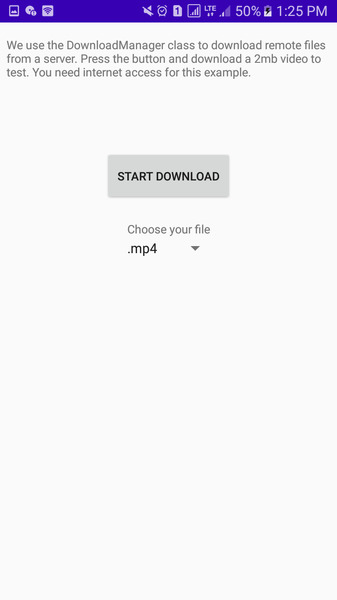 LTE 50% 1:25 PM
We use the DownloadManager class to download remote files
from a server. Press the button and download a 2mb video to
test. You need internet access for this example.
START DOWNLOAD
Choose your file
.mp4